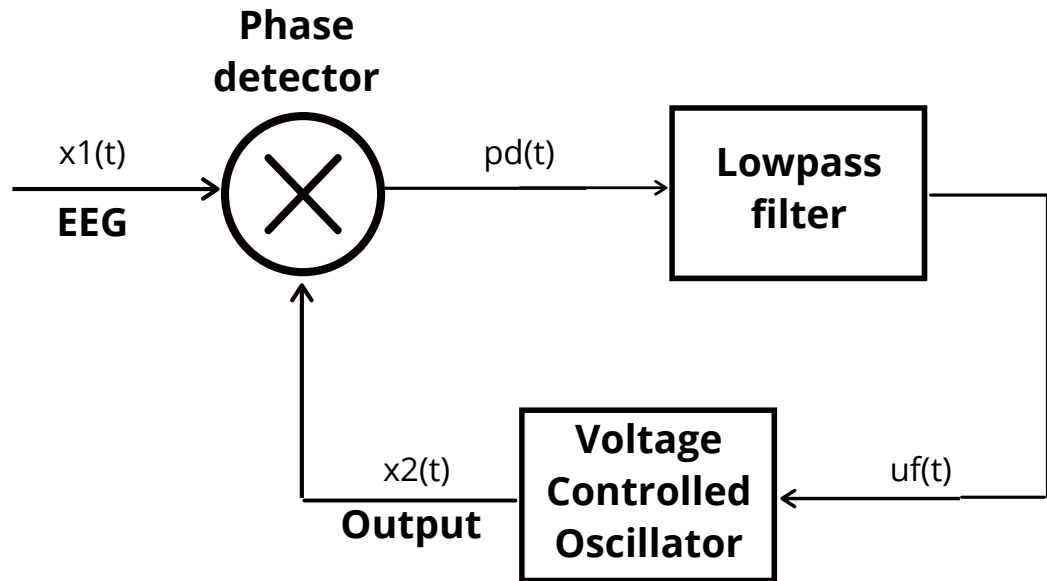 Phase
detector
x1(t)
EEG
pd(t)
Lowpass
filter
x2(t)
Output
Voltage
Controlled
Oscillator
uf(t)